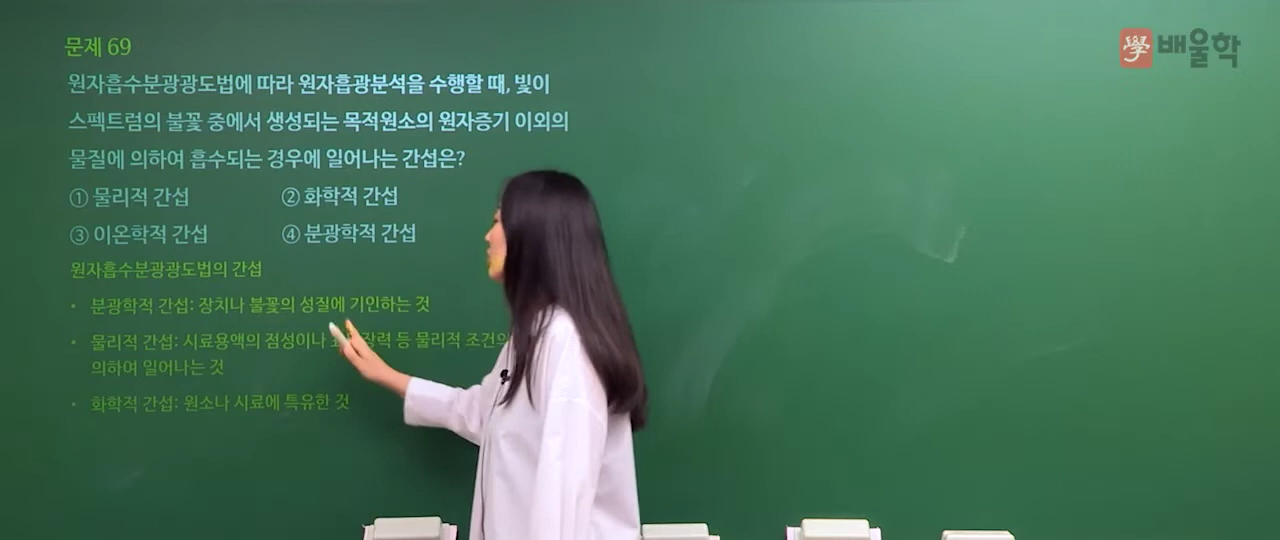 문제 69
學 배울학
원자흡수분광광도법에 따라 원자흡광분석을 수행할 때, 빛이
스펙트럼의 불꽃 중에서 생성되는 목적원소의 원자증기 이외의
물질에 의하여 흡수되는 경우에 일어나는 간섭은?
① 물리적 간섭 ② 화학적 간섭
③ 이온학적 간섭 ④ 분광학적 간섭
원자흡수분광광도법의 간섭
• 분광학적 간섭: 장치나 불꽃의 성질에 기인하는 것
• 물리적 간섭: 시료용액의 점성이나 등 물리적 조건의
의하여 일어나는 것
• 화학적 간섭: 원소나 시료에 특유한 것